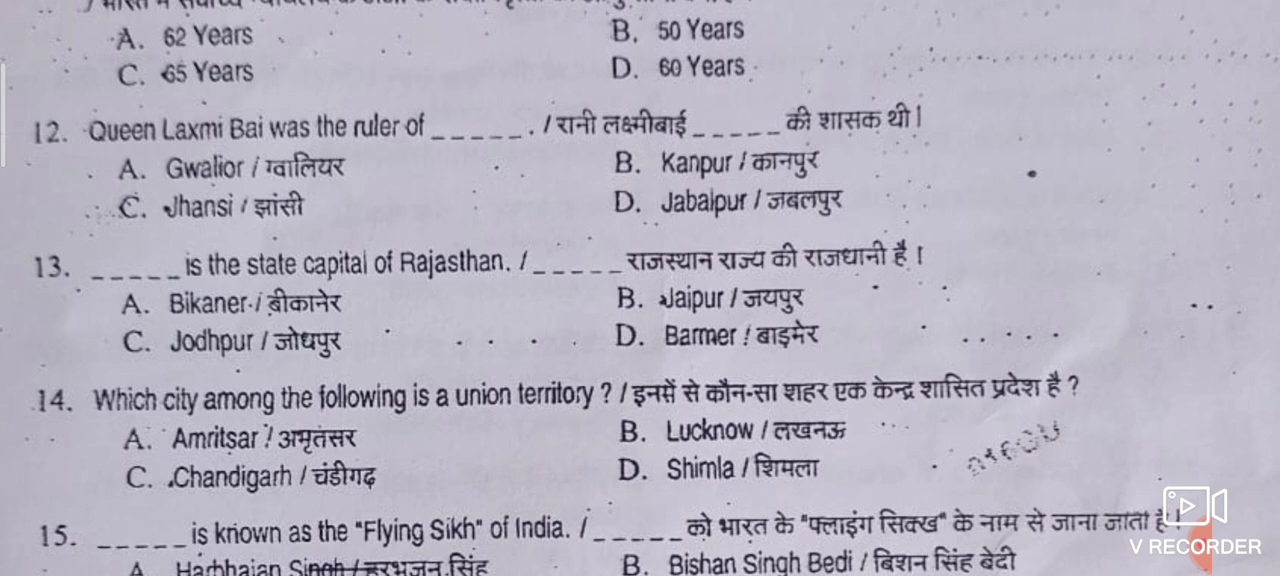 A. 62 Years B. 50 Years
C. 65 Years D. 60 Years
12. Queen Laxmi Bai was the ruler of _____. / रानी लक्ष्मीबाई _____ की शासक थी।
A. Gwalior / ग्वालियर B. Kanpur / कानपुर
C. Jhansi / झांसी D. Jabalpur / जबलपुर
13. _____ is the state capital of Rajasthan. / _____ राजस्थान राज्य की राजधानी है।
A. Bikaner / बीकानेर B. Jaipur / जयपुर
C. Jodhpur / जोधपुर D. Barmer / बाड़मेर
14. Which city among the following is a union territory ? / इनमें से कौन-सा शहर एक केन्द्र शासित प्रदेश है ?
A. Amritsar / अमृतसर B. Lucknow / लखनऊ
C. Chandigarh / चंडीगढ़ D. Shimla / शिमला
15. _____ is known as the "Flying Sikh" of India. / _____ को भारत के "फ्लाइंग सिक्ख" के नाम से जाना जाता है।
A. Harbhajan Singh / हरभजन सिंह B. Bishan Singh Bedi / बिशन सिंह बेदी
V RECORDER